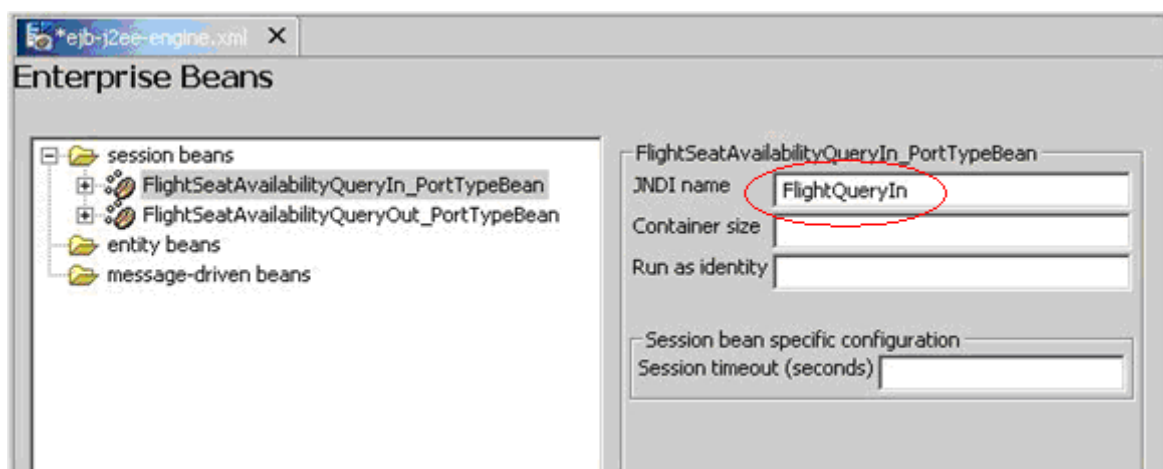 *ejb-j2ee-engine.xml
Enterprise Beans
session beans
FlightSeatAvailabilityQueryIn_PortTypeBean
FlightSeatAvailabilityQueryOut_PortTypeBean
entity beans
message-driven beans
FlightSeatAvailabilityQueryIn_PortTypeBean
JNDI name FlightQueryIn
Container size
Run as identity
Session bean specific configuration
Session timeout (seconds)